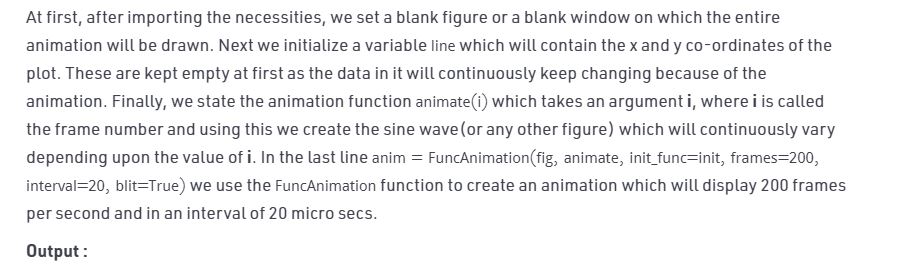 At first, after importing the necessities, we set a blank figure or a blank window on which the entire
animation will be drawn. Next we initialize a variable line which will contain the x and y co-ordinates of the
plot. These are kept empty at first as the data in it will continuously keep changing because of the
animation. Finally, we state the animation function animate(i) which takes an argument i, where i is called
the frame number and using this we create the sine wave(or any other figure) which will continuously vary
depending upon the value of i. In the last line anim = FuncAnimation(fig, animate, init_func=init, frames=200,
interval=20, blit=True) we use the FuncAnimation function to create an animation which will display 200 frames
per second and in an interval of 20 micro secs.
Output :